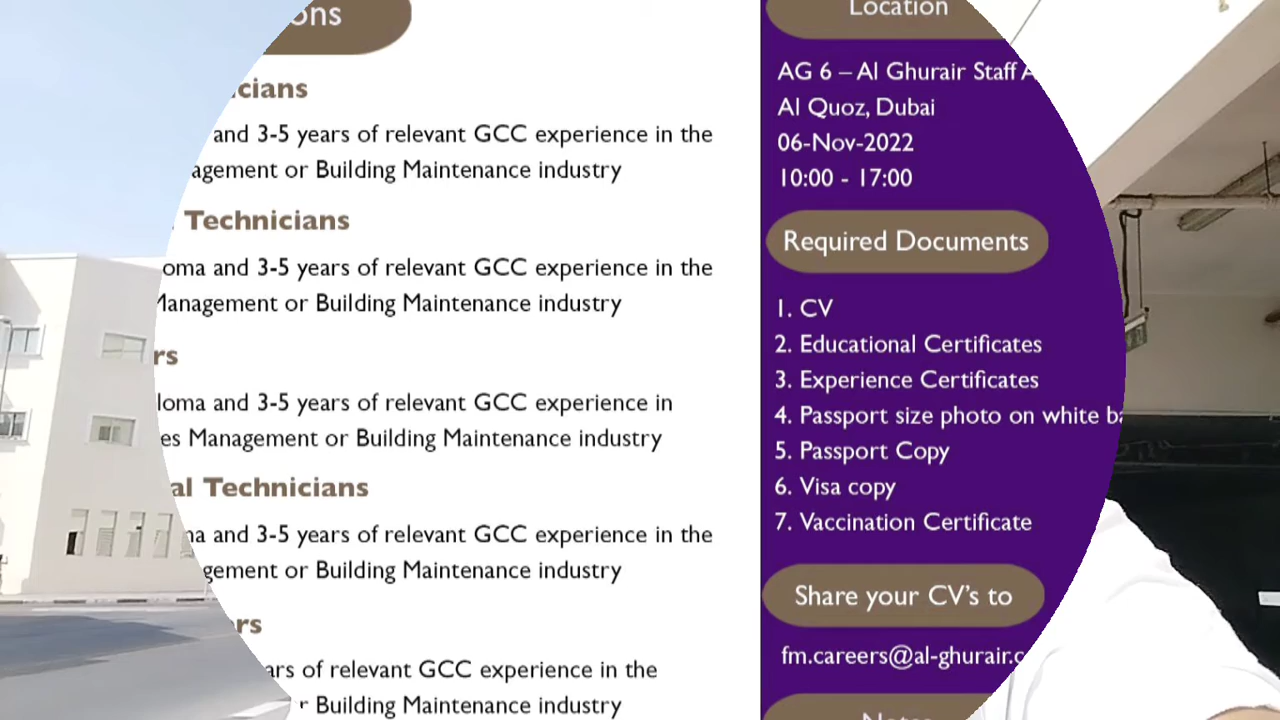 ons
icians
and 3-5 years of relevant GCC experience in the
agement or Building Maintenance industry
Technicians
oma and 3-5 years of relevant GCC experience in the
Management or Building Maintenance industry
rs
loma and 3-5 years of relevant GCC experience in
es Management or Building Maintenance industry
al Technicians
na and 3-5 years of relevant GCC experience in the
gement or Building Maintenance industry
ers
ars of relevant GCC experience in the
r Building Maintenance industry
Location
AG 6 – Al Ghurair Staff A
Al Quoz, Dubai
06-Nov-2022
10:00 - 17:00
Required Documents
1. CV
2. Educational Certificates
3. Experience Certificates
4. Passport size photo on white ba
5. Passport Copy
6. Visa copy
7. Vaccination Certificate
Share your CV's to
fm.careers@al-ghurair.c